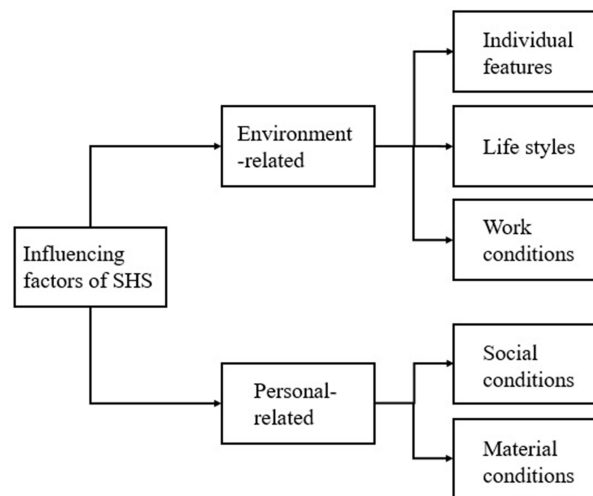 Individual
features
Environment
-related
Life styles
Work
conditions
Influencing
factors of SHS
Social
conditions
Personal-
related
Material
conditions